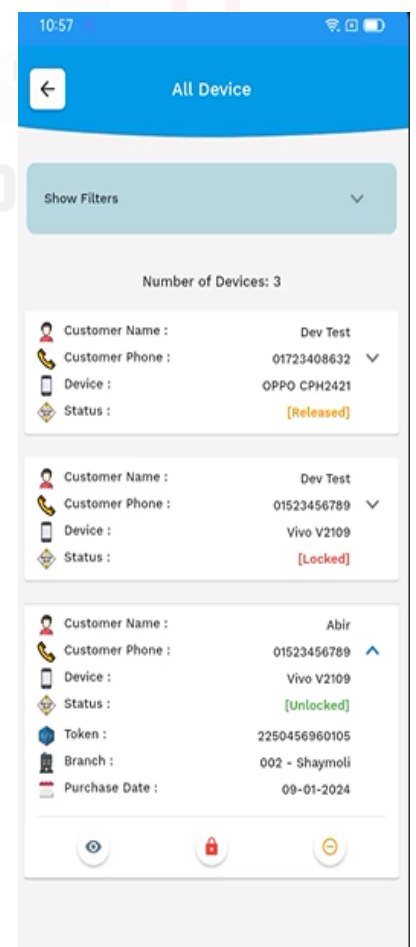 10:57
All Device
Show Filters
Number of Devices: 3
Customer Name : Dev Test
Customer Phone : 01723408632
Device : OPPO CPH2421
Status : [Released]
Customer Name : Dev Test
Customer Phone : 01523456789
Device : Vivo V2109
Status : [Locked]
Customer Name : Abir
Customer Phone : 01523456789
Device : Vivo V2109
Status : [Unlocked]
Token : 2250456960105
Branch : 002 - Shaymoli
Purchase Date : 09-01-2024